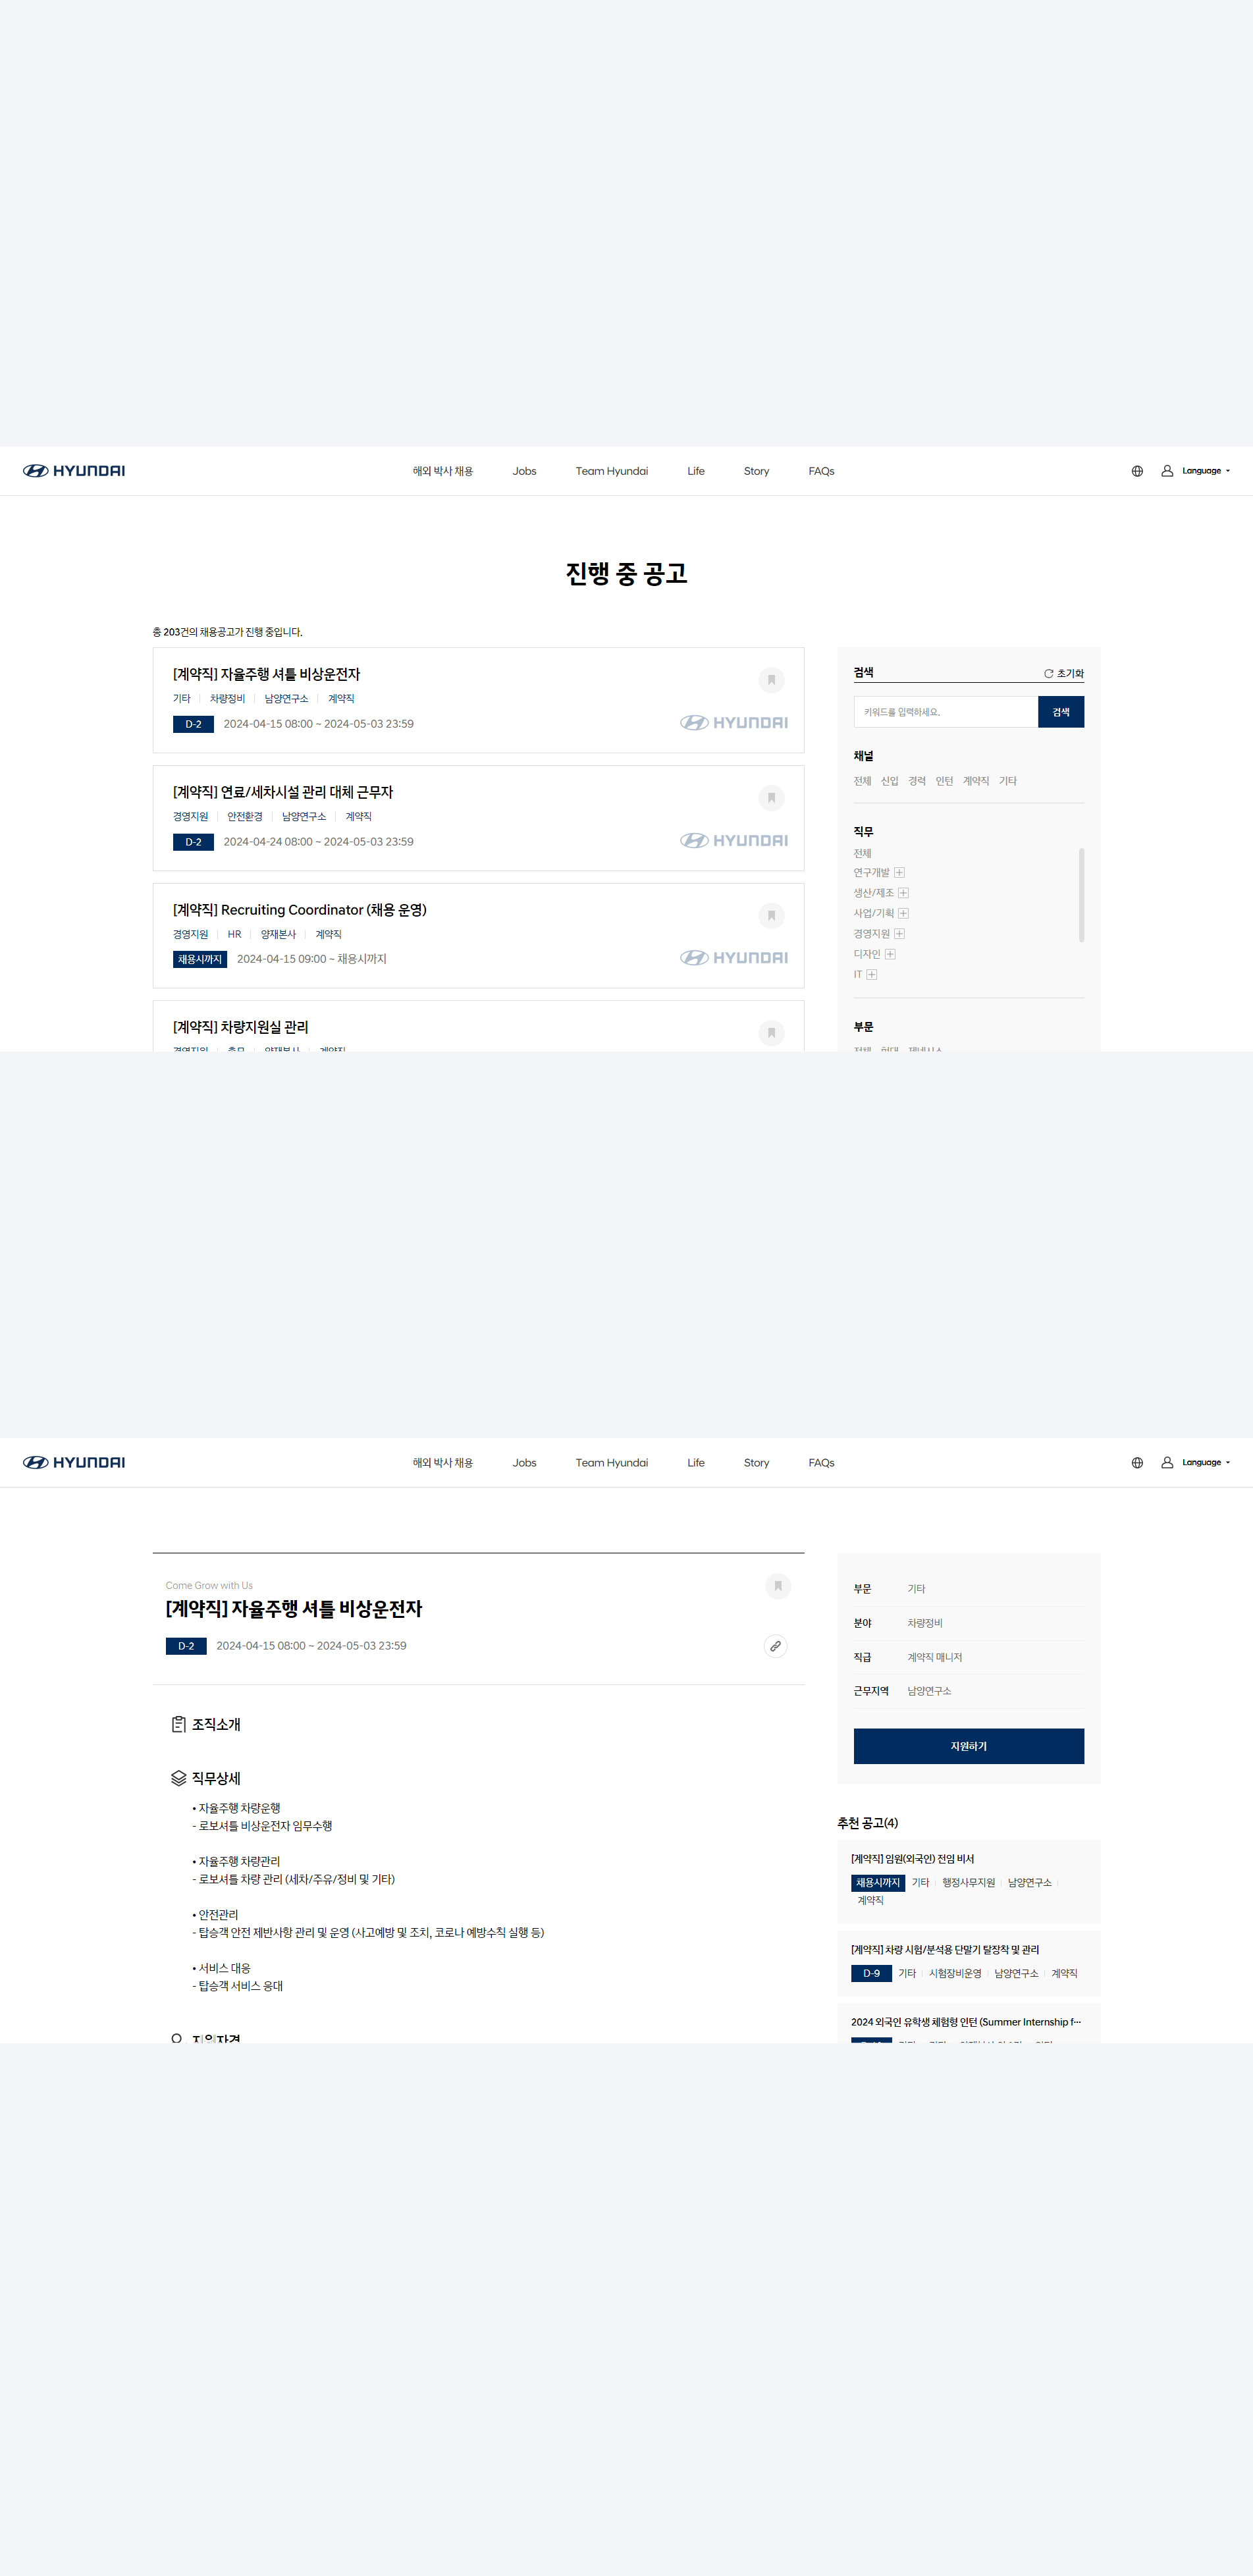 HYUNDAI
해외 박사 채용 Jobs Team Hyundai Life Story FAQs
Language
진행 중 공고
총 203건의 채용공고가 진행 중입니다.
[계약직] 자율주행 셔틀 비상운전자
기타 차량정비 남양연구소 계약직
D-2 2024-04-15 08:00 ~ 2024-05-03 23:59
HYUNDAI
[계약직] 연료/세차시설 관리 대체 근무자
경영지원 안전환경 남양연구소 계약직
D-2 2024-04-24 08:00 ~ 2024-05-03 23:59
HYUNDAI
[계약직] Recruiting Coordinator (채용 운영)
경영지원 HR 양재본사 계약직
채용시까지 2024-04-15 09:00 ~ 채용시까지
HYUNDAI
[계약직] 차량지원실 관리
경영지원 총무 양재본사 계약직
검색 초기화
키워드를 입력하세요. 검색
채널
전체 신입 경력 인턴 계약직 기타
직무
전체
연구개발
생산/제조
사업/기획
경영지원
디자인
IT
부문
전체 현대 제네시스
HYUNDAI
해외 박사 채용 Jobs Team Hyundai Life Story FAQs
Language
Come Grow with Us
[계약직] 자율주행 셔틀 비상운전자
D-2 2024-04-15 08:00 ~ 2024-05-03 23:59
조직소개
직무상세
• 자율주행 차량운행
- 로보셔틀 비상운전자 임무수행
• 자율주행 차량관리
- 로보셔틀 차량 관리 (세차/주유/정비 및 기타)
• 안전관리
- 탑승객 안전 제반사항 관리 및 운영 (사고예방 및 조치, 코로나 예방수칙 실행 등)
• 서비스 대응
- 탑승객 서비스 응대
지원자격
부문 기타
분야 차량정비
직급 계약직 매니저
근무지역 남양연구소
지원하기
추천 공고(4)
[계약직] 임원(외국인) 전임 비서
채용시까지 기타 행정사무지원 남양연구소
계약직
[계약직] 차량 시험/분석용 단말기 탈장착 및 관리
D-9 기타 시험장비운영 남양연구소 계약직
2024 외국인 유학생 체험형 인턴 (Summer Internship f···